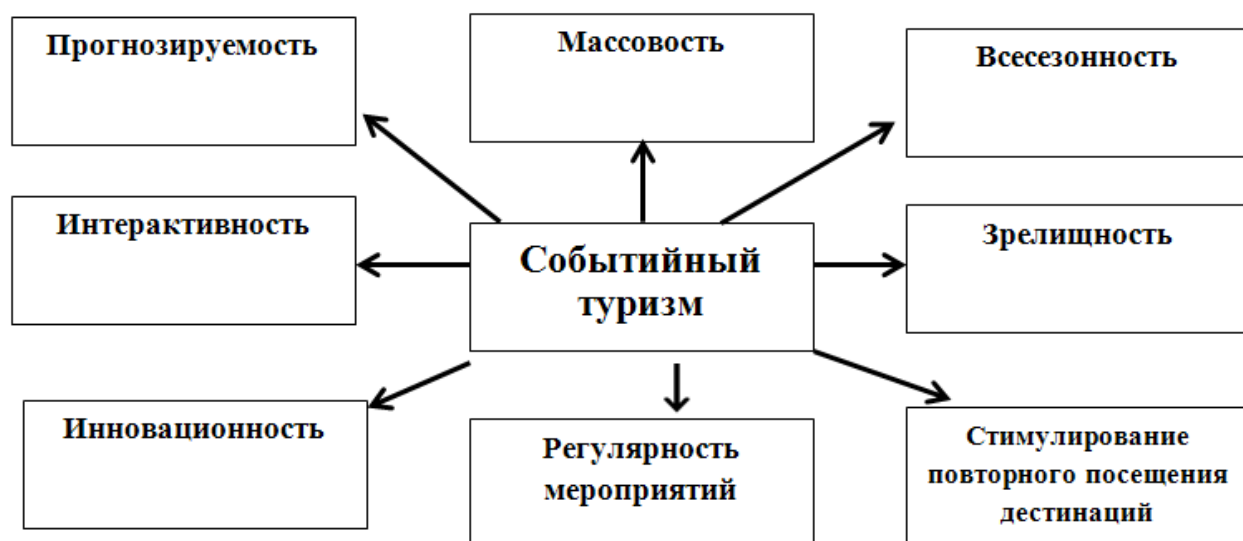 Прогнозируемость
Массовость
Всесезонность
Интерактивность
Событийный
туризм
Зрелищность
Инновационность
Регулярность
мероприятий
Стимулирование
повторного посещения
дестинаций